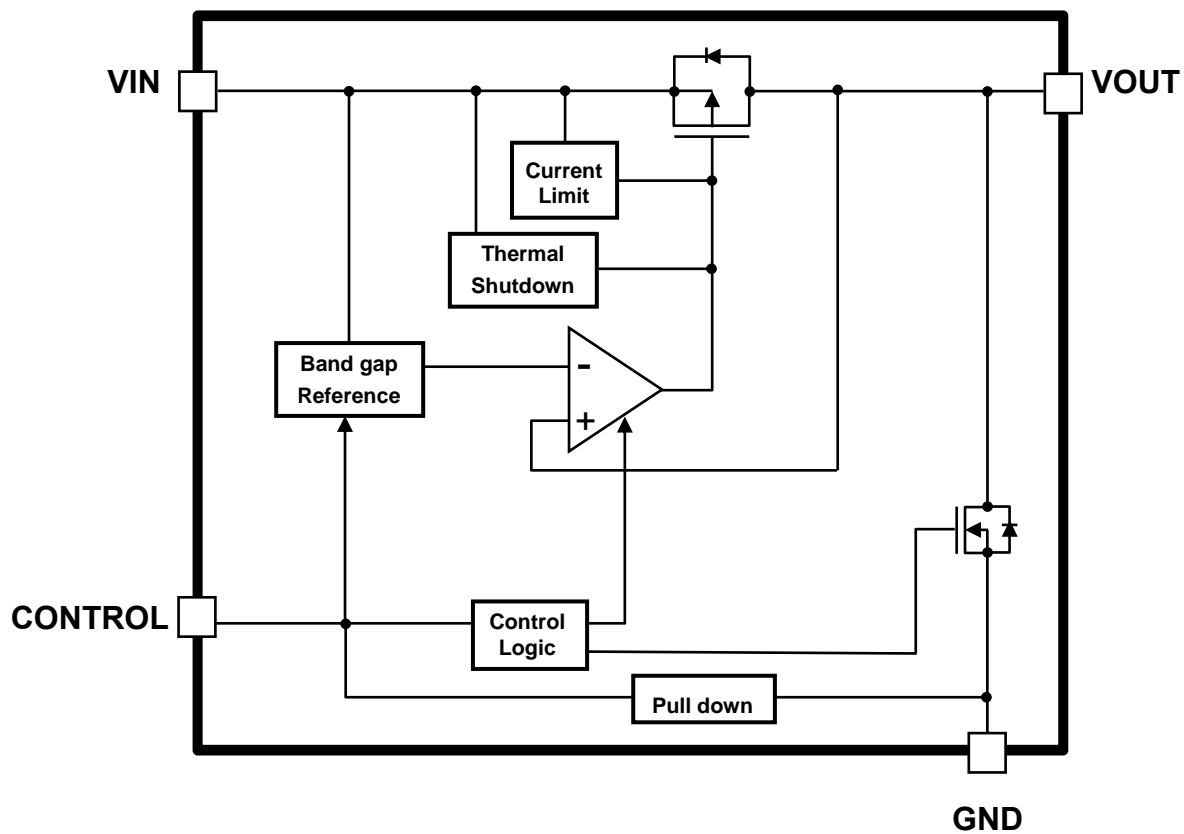 VIN
VOUT
Current
Limit
Thermal
Shutdown
Band gap
Reference
-
+
CONTROL
Control
Logic
Pull down
GND